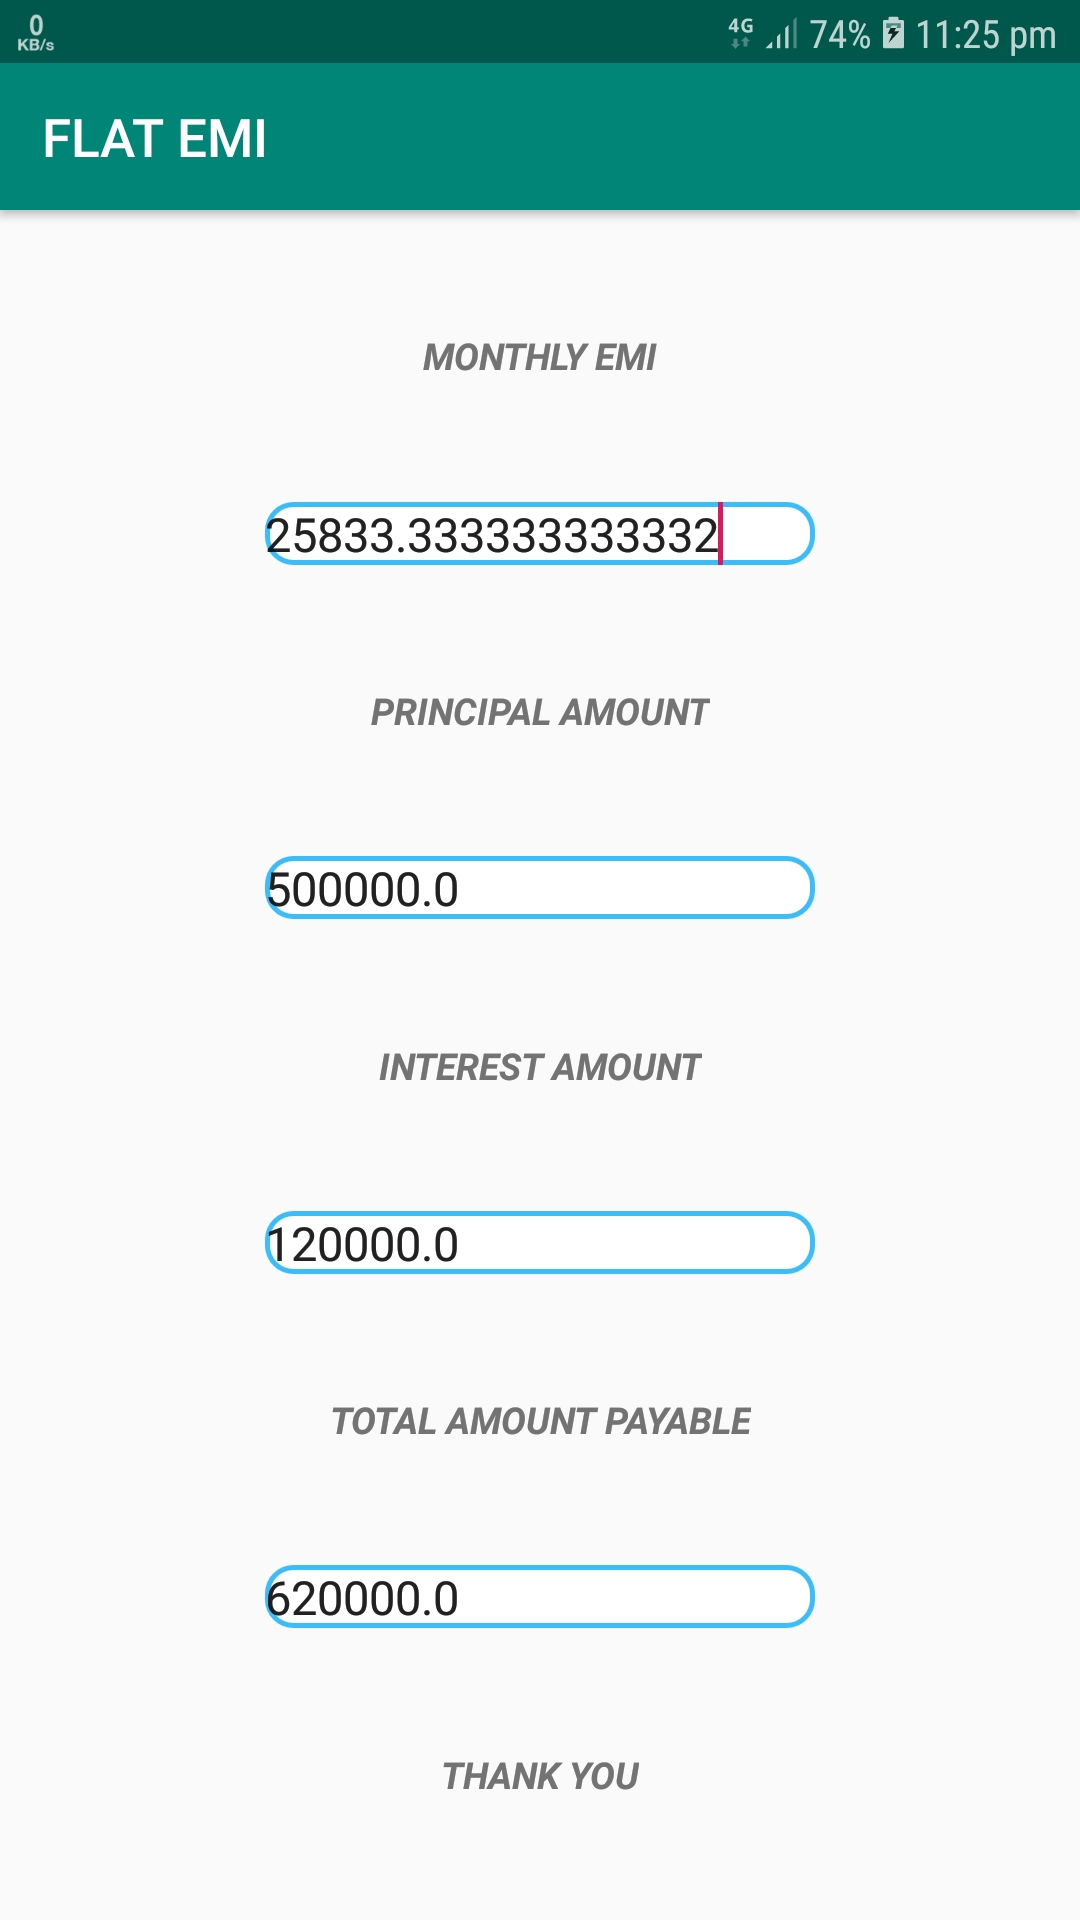 0
KB/s
4G 74% 11:25 pm
FLAT EMI
MONTHLY EMI
25833.333333333332
PRINCIPAL AMOUNT
500000.0
INTEREST AMOUNT
120000.0
TOTAL AMOUNT PAYABLE
620000.0
THANK YOU